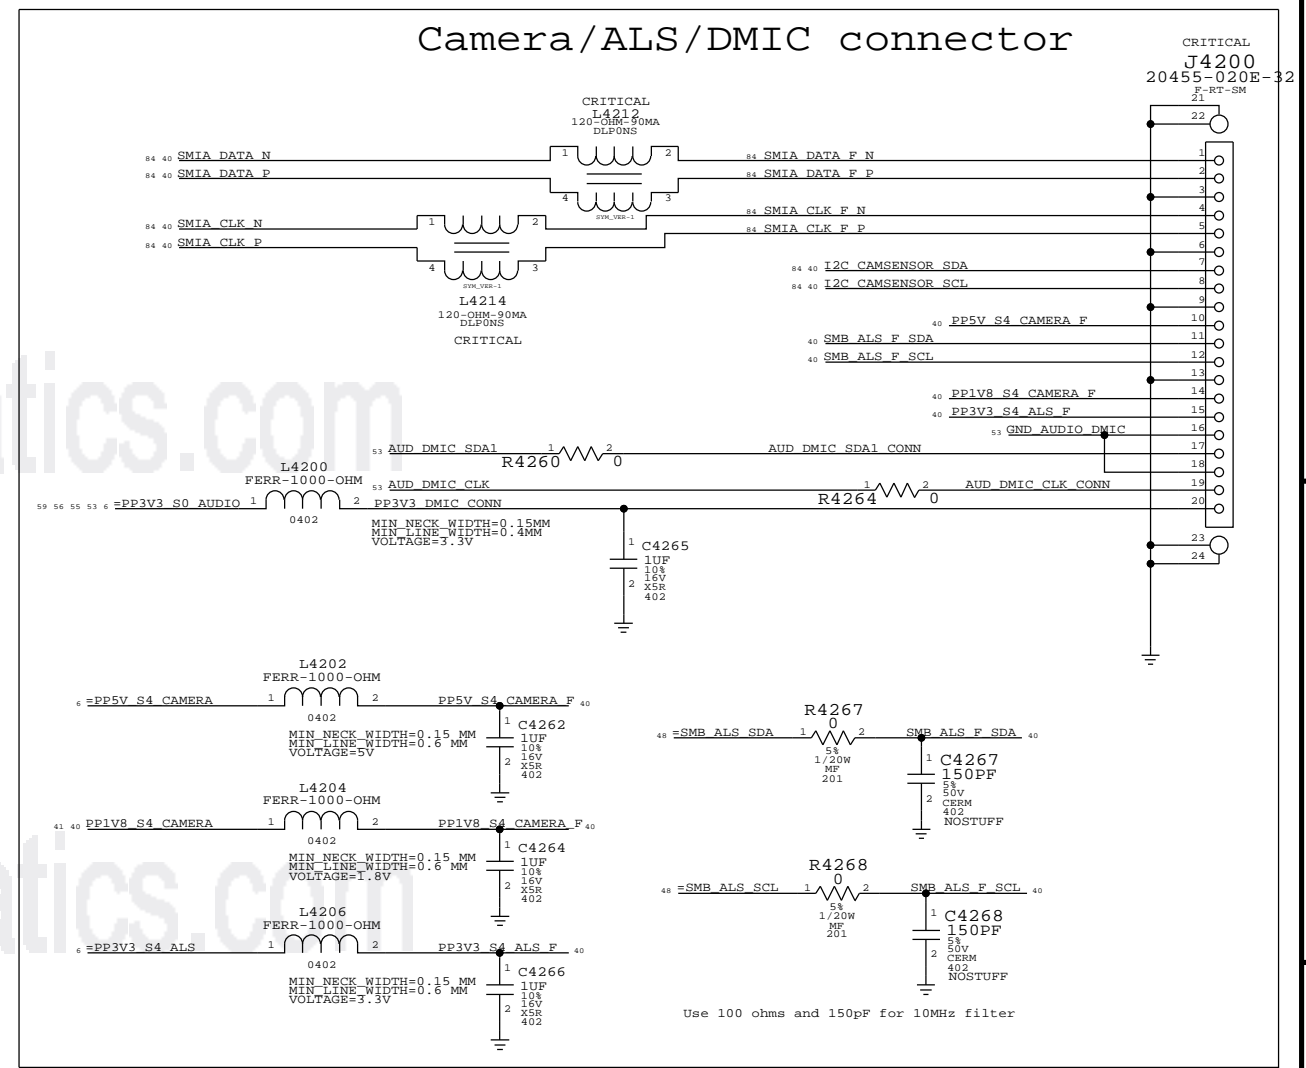 Camera/ALS/DMIC connector
CRITICAL
J4200
20455-020E-32
F-RT-SM
21
22
CRITICAL
L4212
120-OHM-90MA
DLP0NS
84 40 SMIA_DATA_N 1 2 84 SMIA_DATA_F_N 1
84 40 SMIA_DATA_P 4 3 84 SMIA_DATA_F_P 2
SYM_VER-1
3
84 40 SMIA_CLK_N 1 2 84 SMIA_CLK_F_N 4
84 40 SMIA_CLK_P 4 3 84 SMIA_CLK_F_P 5
SYM_VER-1
L4214
120-OHM-90MA
DLP0NS
CRITICAL
6
84 40 I2C_CAMSENSOR_SDA 7
84 40 I2C_CAMSENSOR_SCL 8
9
40 PP5V_S4_CAMERA_F 10
40 SMB_ALS_F_SDA 11
40 SMB_ALS_F_SCL 12
13
40 PP1V8_S4_CAMERA_F 14
40 PP3V3_S4_ALS_F 15
53 GND_AUDIO_DMIC 16
53 AUD_DMIC_SDA1 1 2 AUD_DMIC_SDA1_CONN 17
R4260 0
18
53 AUD_DMIC_CLK 1 2 AUD_DMIC_CLK_CONN 19
R4264 0
L4200
FERR-1000-OHM
59 56 55 53 6 =PP3V3_S0_AUDIO 1 2 PP3V3_DMIC_CONN 20
0402
MIN_NECK_WIDTH=0.15MM
MIN_LINE_WIDTH=0.4MM
VOLTAGE=3.3V
1 C4265
1UF
10%
16V
2 X5R
402
23
24
tics.com
L4202
FERR-1000-OHM
6 =PP5V_S4_CAMERA 1 2 PP5V_S4_CAMERA_F 40
0402
MIN_NECK_WIDTH=0.15 MM
MIN_LINE_WIDTH=0.6 MM
VOLTAGE=5V
1 C4262
1UF
10%
16V
2 X5R
402
L4204
FERR-1000-OHM
41 40 PP1V8_S4_CAMERA 1 2 PP1V8_S4_CAMERA_F 40
0402
MIN_NECK_WIDTH=0.15 MM
MIN_LINE_WIDTH=0.6 MM
VOLTAGE=1.8V
1 C4264
1UF
10%
16V
2 X5R
402
L4206
FERR-1000-OHM
6 =PP3V3_S4_ALS 1 2 PP3V3_S4_ALS_F 40
0402
MIN_NECK_WIDTH=0.15 MM
MIN_LINE_WIDTH=0.6 MM
VOLTAGE=3.3V
1 C4266
1UF
10%
16V
2 X5R
402
atics.com
R4267
0
48 =SMB_ALS_SDA 1 2 SMB_ALS_F_SDA 40
5%
1/20W
MF
201
1 C4267
150PF
5%
50V
2 CERM
402
NOSTUFF
R4268
0
48 =SMB_ALS_SCL 1 2 SMB_ALS_F_SCL 40
5%
1/20W
MF
201
1 C4268
150PF
5%
50V
2 CERM
402
NOSTUFF
Use 100 ohms and 150pF for 10MHz filter